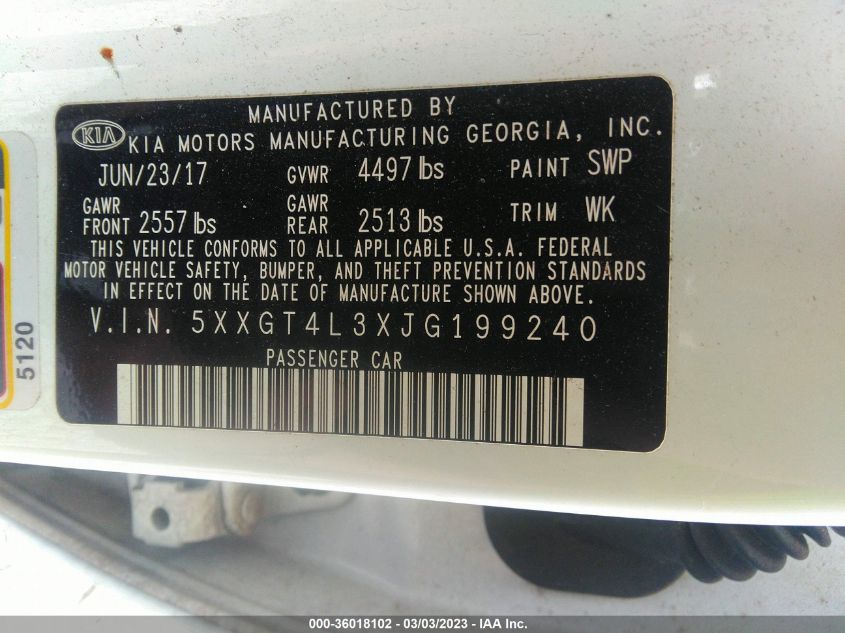 MANUFACTURED BY
KIA KIA MOTORS MANUFACTURING GEORGIA, INC.
JUN/23/17 GVWR 4497 lbs PAINT SWP
GAWR FRONT 2557 lbs GAWR REAR 2513 lbs TRIM WK
THIS VEHICLE CONFORMS TO ALL APPLICABLE U.S.A. FEDERAL
MOTOR VEHICLE SAFETY, BUMPER, AND THEFT PREVENTION STANDARDS
IN EFFECT ON THE DATE OF MANUFACTURE SHOWN ABOVE.
V.I.N. 5XXGT4L3XJG199240
PASSENGER CAR
5120
000-36018102 - 03/03/2023 - IAA Inc.